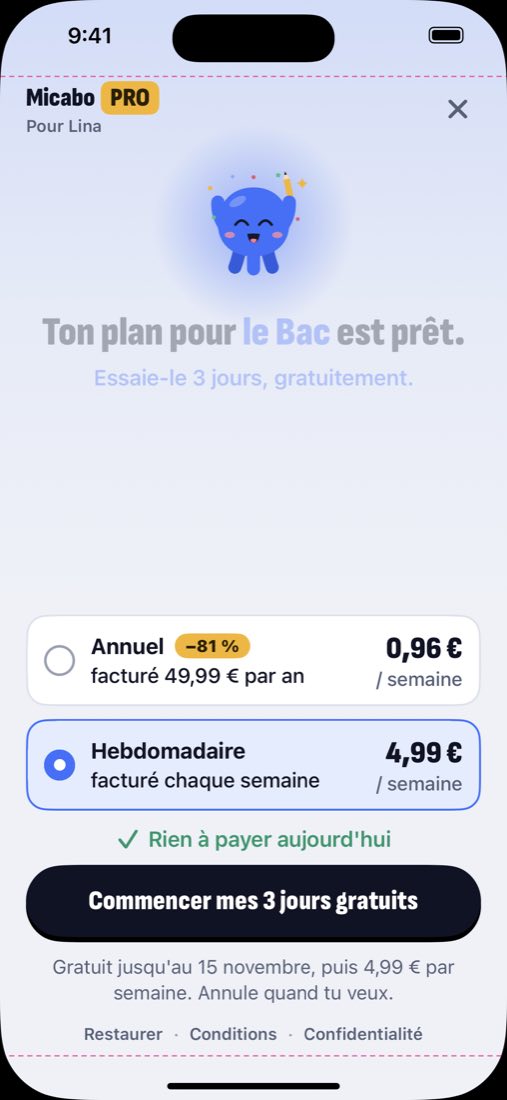 9:41
Micabo PRO
Pour Lina
Ton plan pour le Bac est prêt.
Essaie-le 3 jours, gratuitement.
Annuel −81 %
0,96 €
facturé 49,99 € par an
/ semaine
Hebdomadaire
4,99 €
facturé chaque semaine
/ semaine
Rien à payer aujourd'hui
Commencer mes 3 jours gratuits
Gratuit jusqu'au 15 novembre, puis 4,99 € par
semaine. Annule quand tu veux.
Restaurer · Conditions · Confidentialité